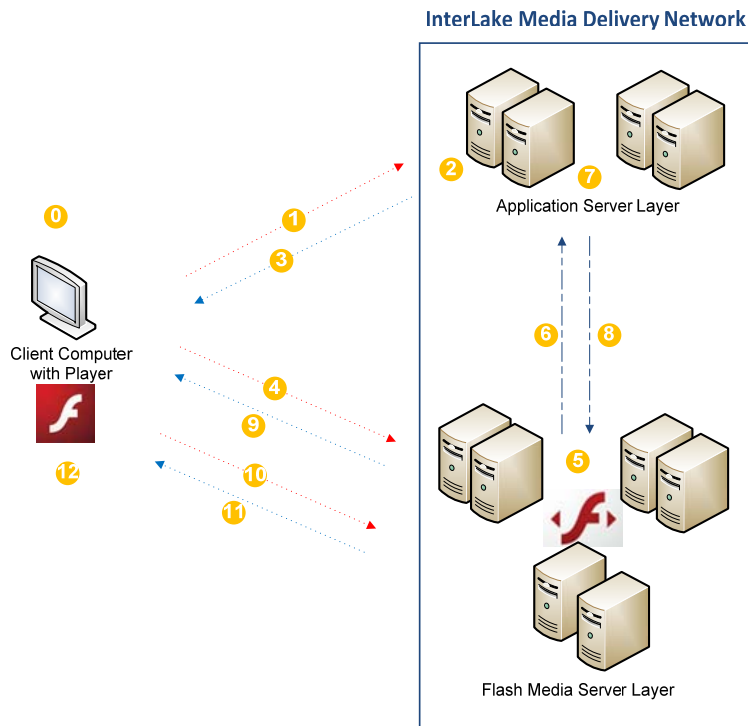 InterLake Media Delivery Network
2
7
Application Server Layer
0
1
3
Client Computer
with Player
6
8
4
9
5
12
10
11
Flash Media Server Layer